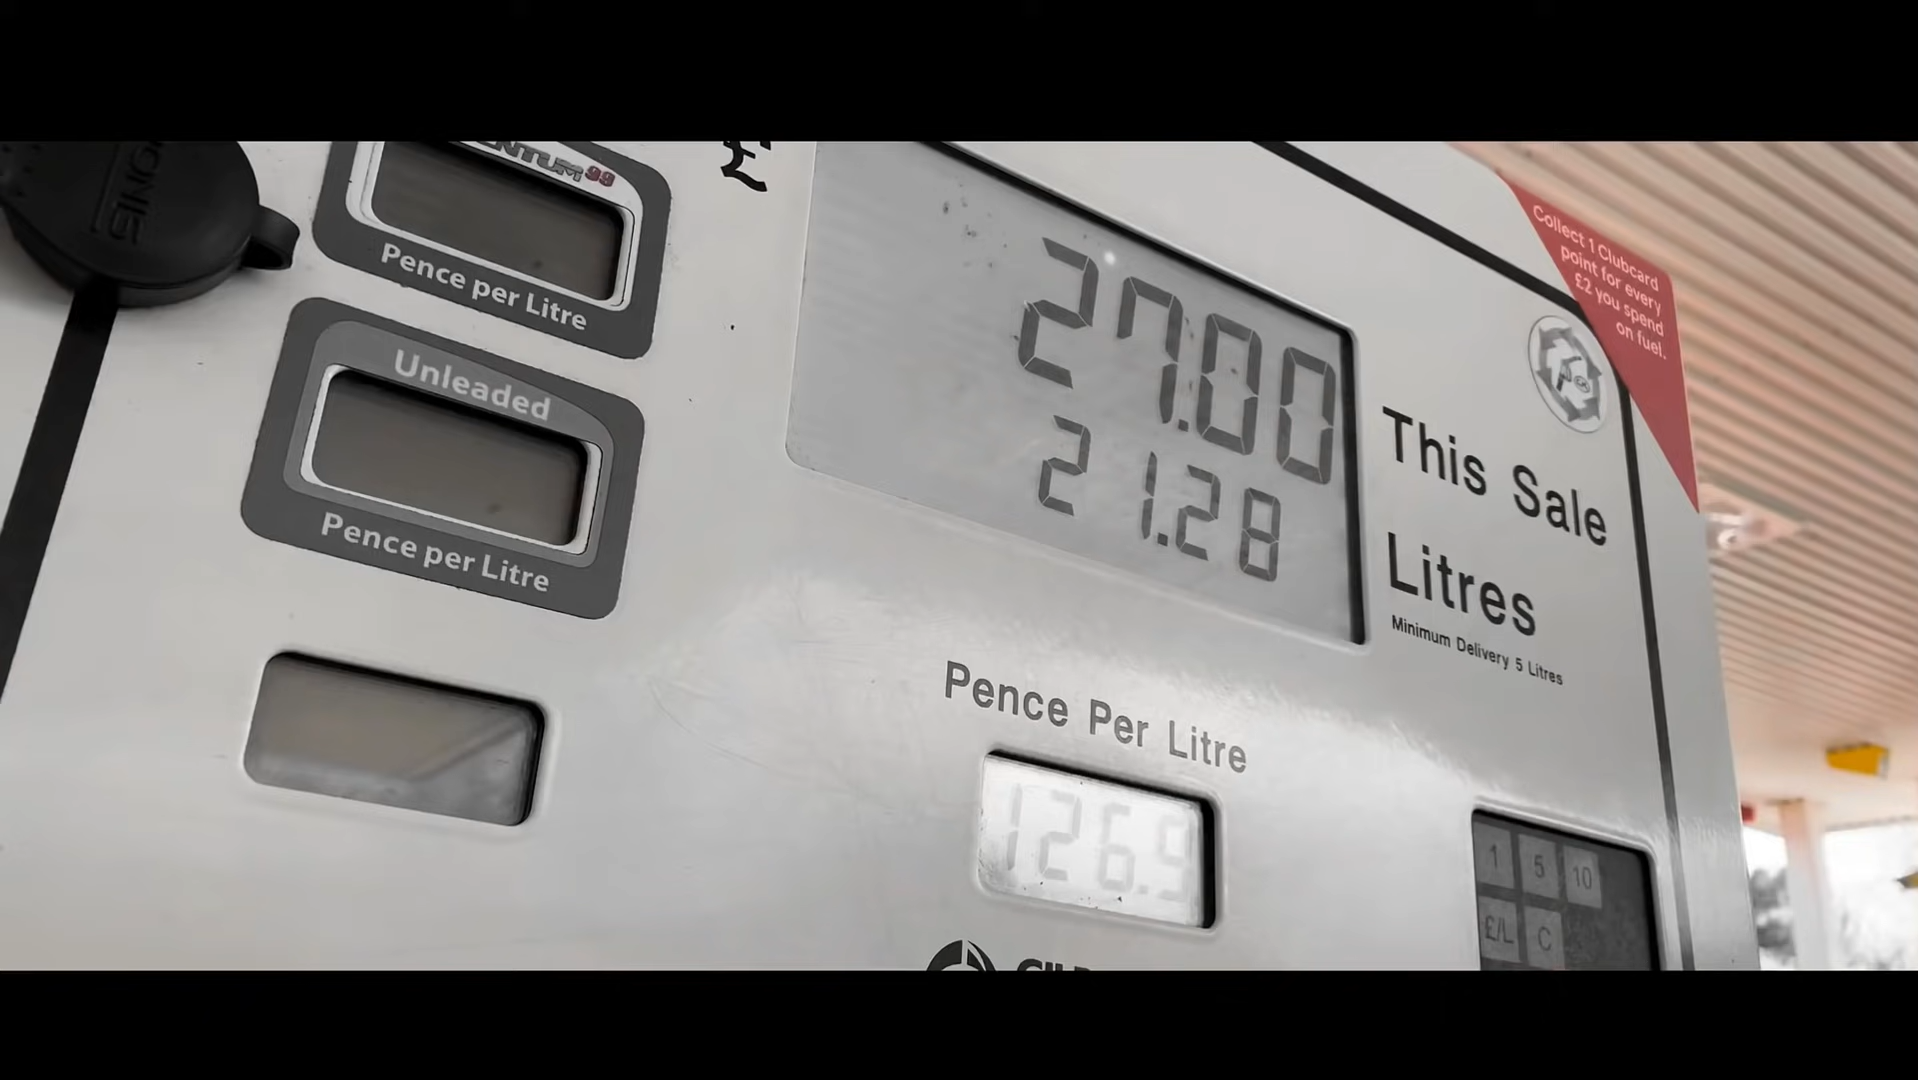 £
Pence per Litre
Unleaded
Pence per Litre
27.00
21.28
This Sale
Litres
Minimum Delivery 5 Litres
Collect 1 Clubcard
point for every
£2 you spend
on fuel.
Pence Per Litre
126.9
1 5 10
£/L C